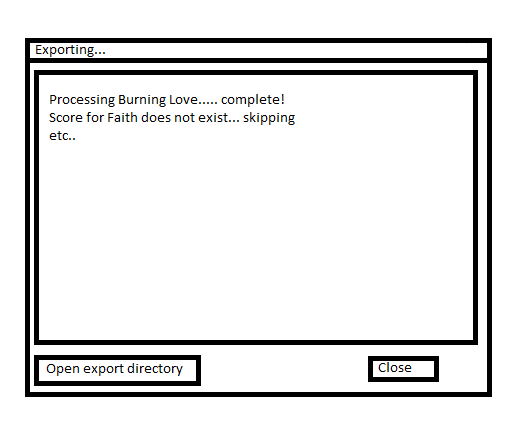 Exporting...
Processing Burning Love..... complete!
Score for Faith does not exist... skipping
etc..
Open export directory
Close